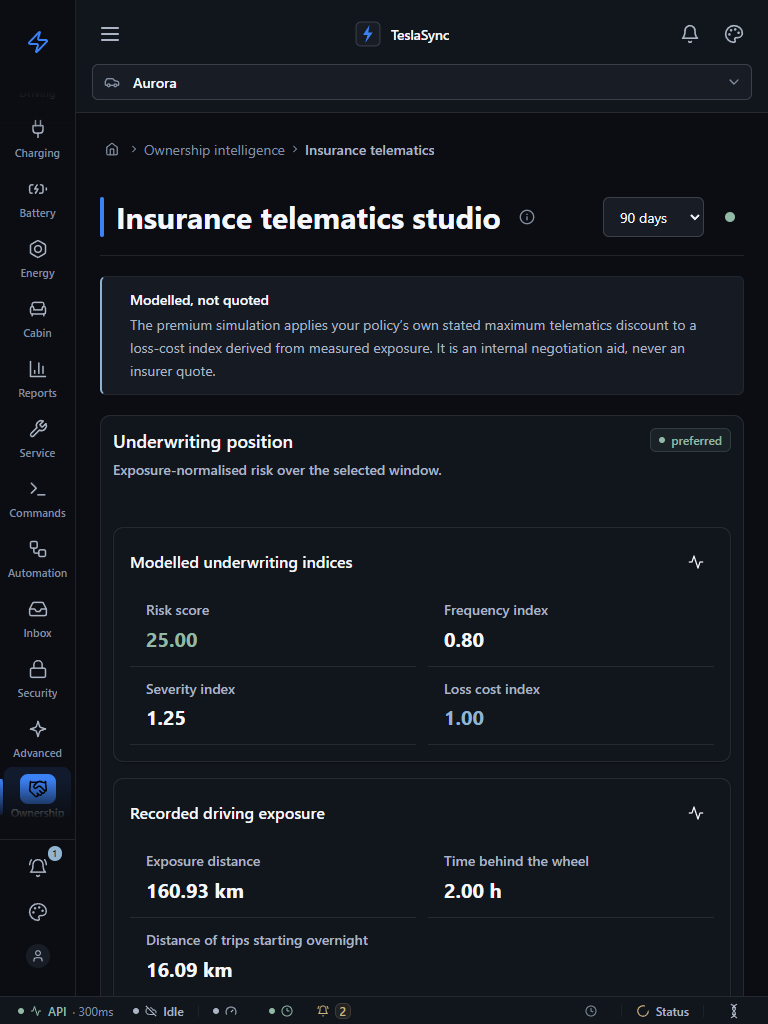 TeslaSync
Aurora
Driving
Charging
Battery
Energy
Cabin
Reports
Service
Commands
Automation
Inbox
Security
Advanced
Ownership
1
Ownership intelligence
Insurance telematics
Insurance telematics studio
90 days
Modelled, not quoted
The premium simulation applies your policy’s own stated maximum telematics discount to a
loss-cost index derived from measured exposure. It is an internal negotiation aid, never an
insurer quote.
Underwriting position
preferred
Exposure-normalised risk over the selected window.
Modelled underwriting indices
Risk score
25.00
Frequency index
0.80
Severity index
1.25
Loss cost index
1.00
Recorded driving exposure
Exposure distance
160.93 km
Time behind the wheel
2.00 h
Distance of trips starting overnight
16.09 km
API · 300ms
Idle
2
Status